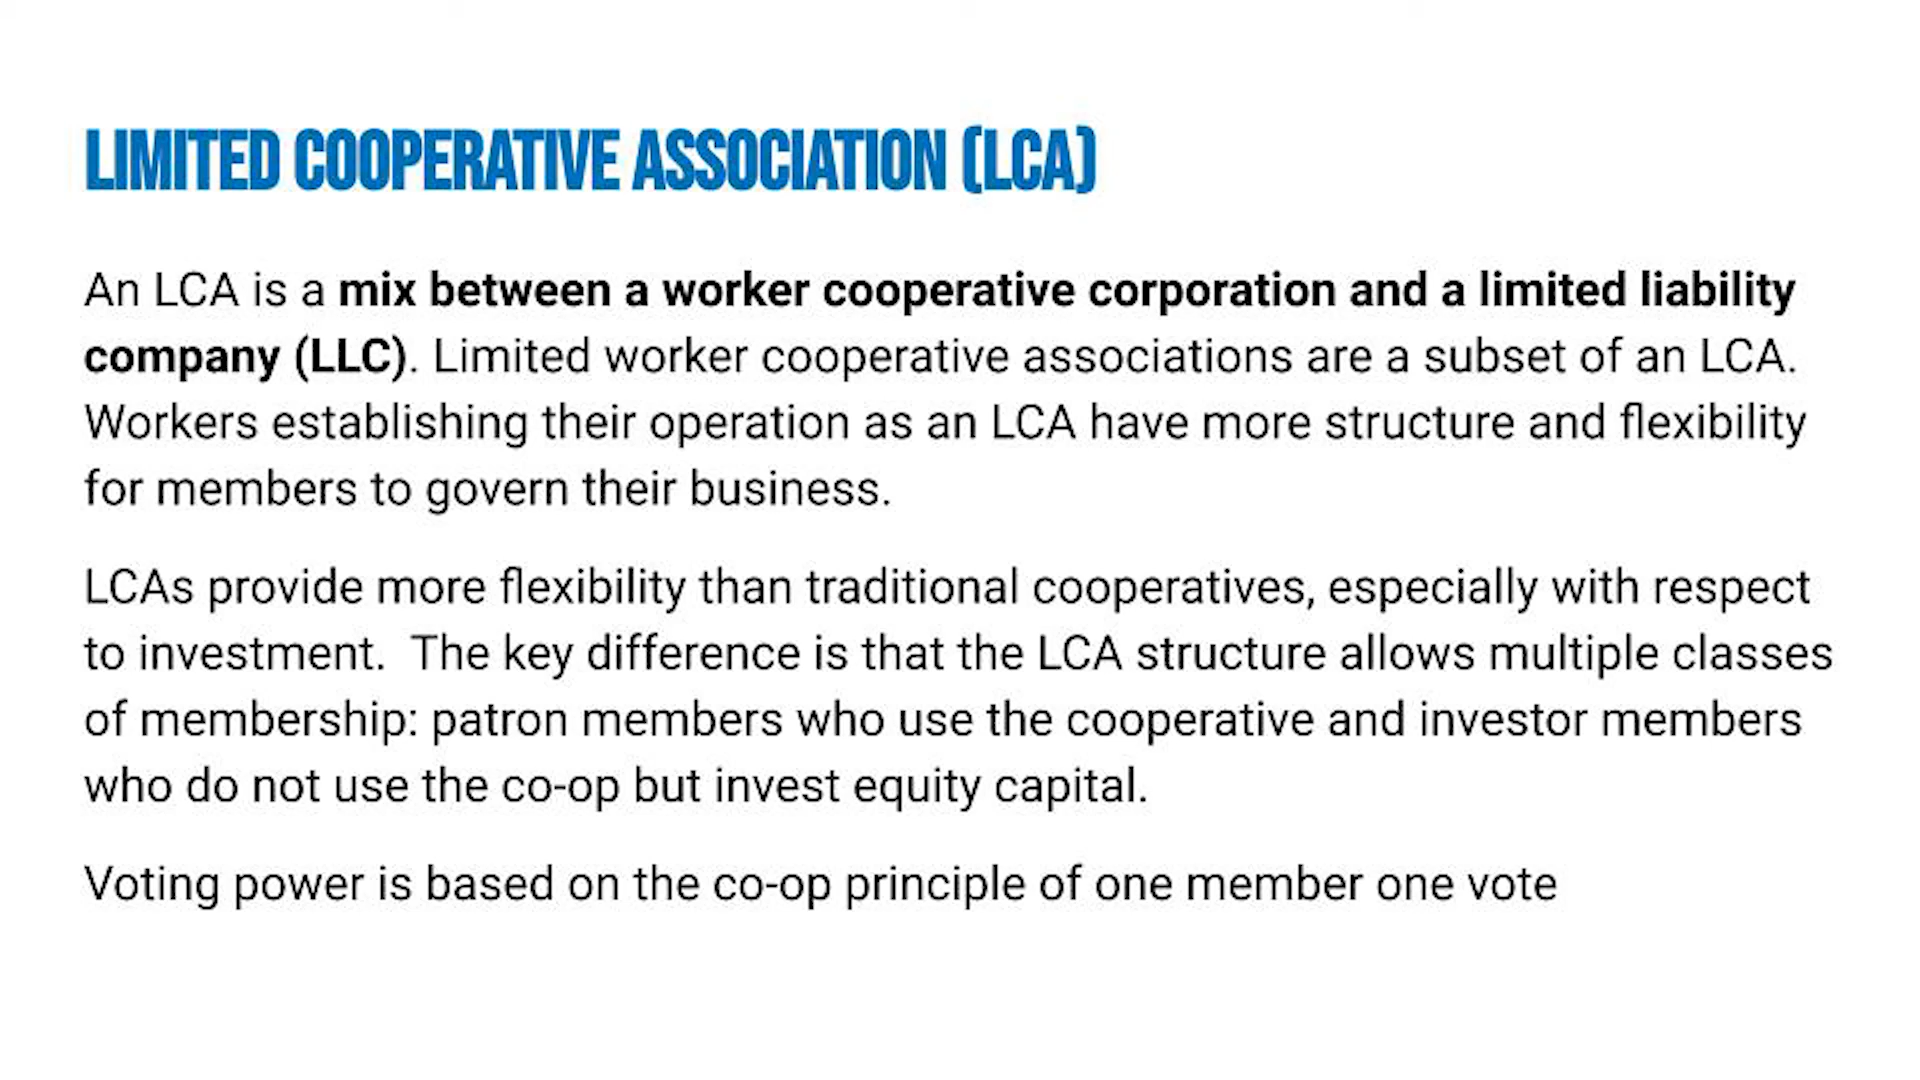 LIMITED COOPERATIVE ASSOCIATION (LCA)
An LCA is a mix between a worker cooperative corporation and a limited liability
company (LLC). Limited worker cooperative associations are a subset of an LCA.
Workers establishing their operation as an LCA have more structure and flexibility
for members to govern their business.
LCAs provide more flexibility than traditional cooperatives, especially with respect
to investment.  The key difference is that the LCA structure allows multiple classes
of membership: patron members who use the cooperative and investor members
who do not use the co-op but invest equity capital.
Voting power is based on the co-op principle of one member one vote